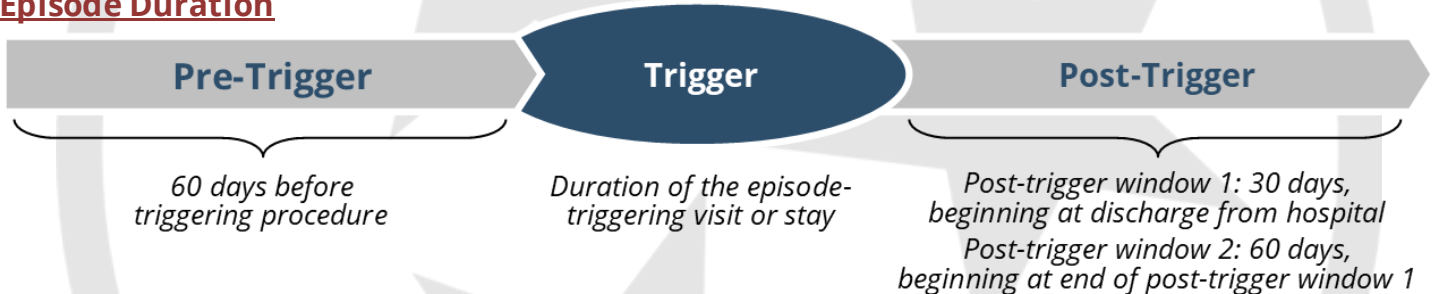 Episode Duration
Pre-Trigger
Trigger
Post-Trigger
60 days before
triggering procedure
Duration of the episode-
triggering visit or stay
Post-trigger window 1: 30 days,
beginning at discharge from hospital
Post-trigger window 2: 60 days,
beginning at end of post-trigger window 1